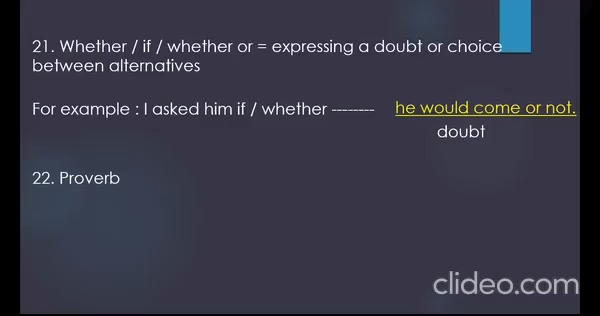 21. Whether / if / whether or = expressing a doubt or choice
between alternatives
For example : I asked him if / whether -------- he would come or not.
doubt
22. Proverb
clideo.com